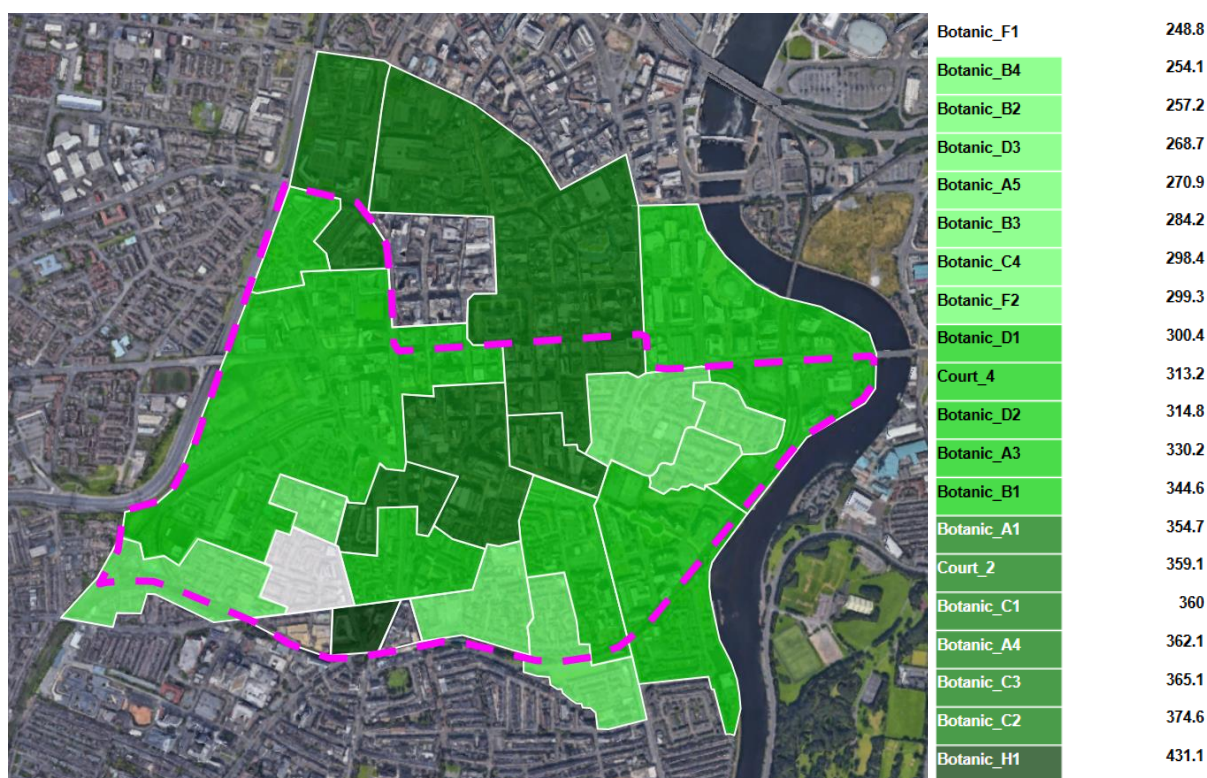 Botanic_F1 248.8
Botanic_B4 254.1
Botanic_B2 257.2
Botanic_D3 268.7
Botanic_A5 270.9
Botanic_B3 284.2
Botanic_C4 298.4
Botanic_F2 299.3
Botanic_D1 300.4
Court_4 313.2
Botanic_D2 314.8
Botanic_A3 330.2
Botanic_B1 344.6
Botanic_A1 354.7
Court_2 359.1
Botanic_C1 360
Botanic_A4 362.1
Botanic_C3 365.1
Botanic_C2 374.6
Botanic_H1 431.1